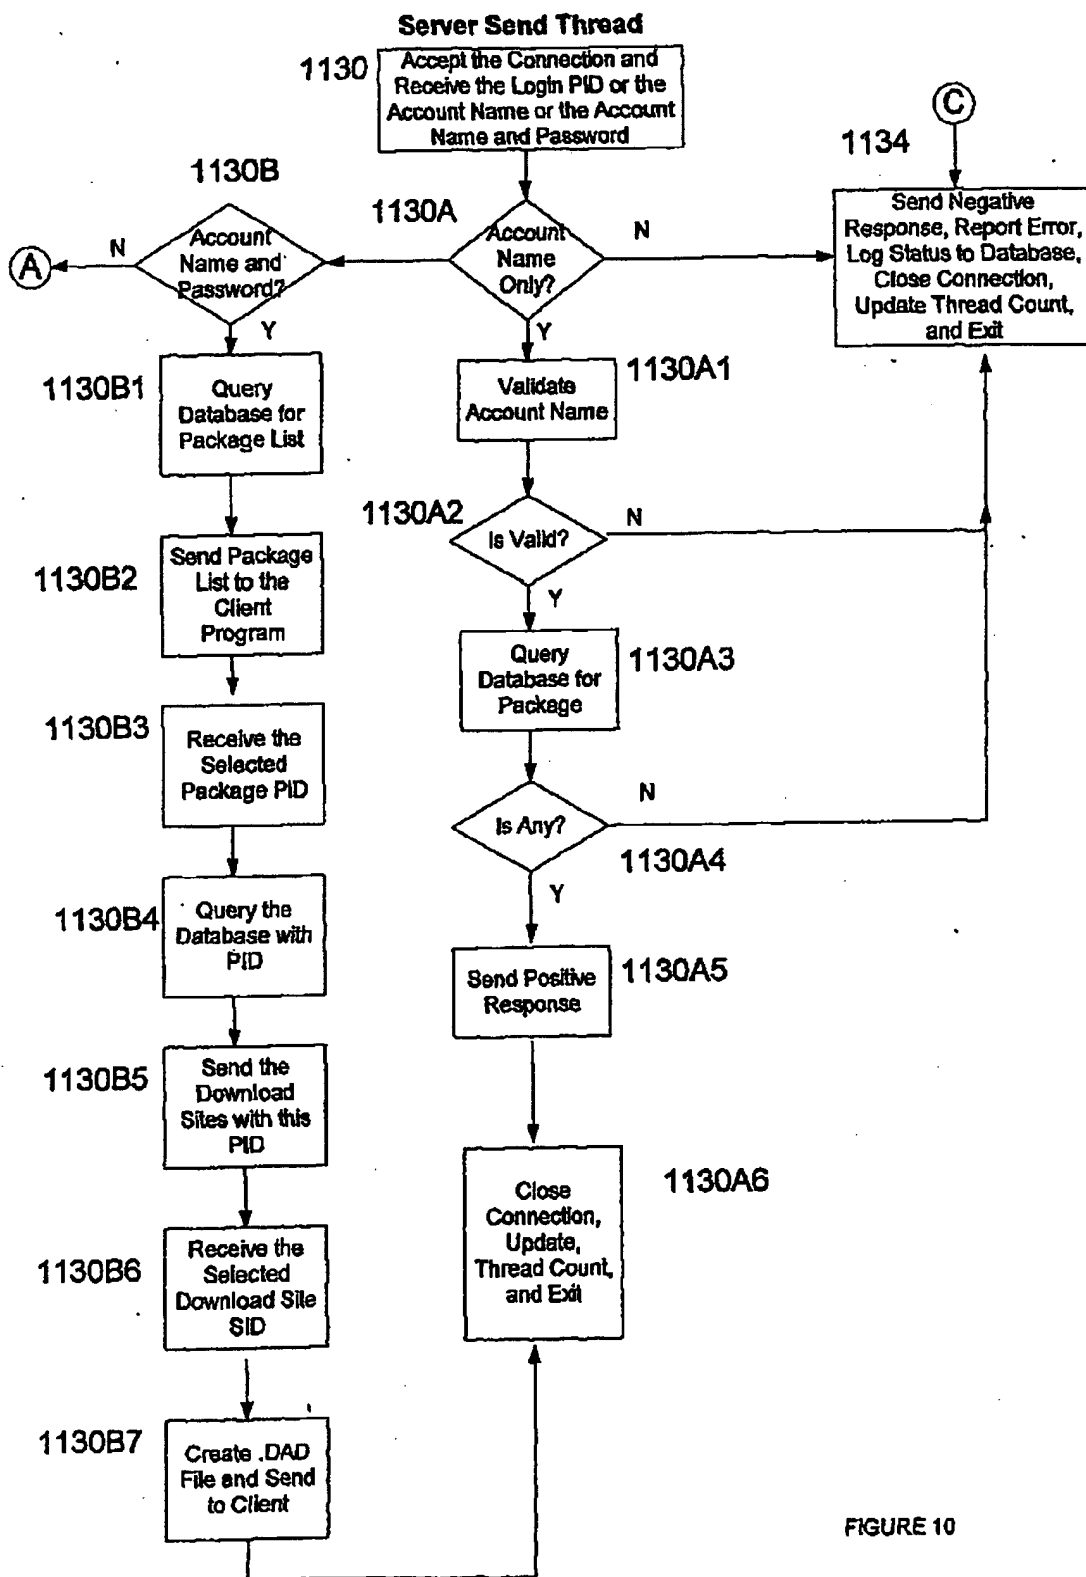 Server Send Thread
1130
Accept the Connection and
Receive the Login PID or the
Account Name or the Account
Name and Password
C
1134
Send Negative
Response, Report Error,
Log Status to Database,
Close Connection,
Update Thread Count,
and Exit
1130B
1130A
A
N
Account
Name and
Password?
Y
Account
Name
Only?
N
Y
1130B1
Query
Database for
Package List
1130A1
Validate
Account Name
1130A2
Is Valid?
N
Y
1130B2
Send Package
List to the
Client
Program
1130A3
Query
Database for
Package
1130B3
Receive the
Selected
Package PID
Is Any?
N
1130A4
Y
1130B4
Query the
Database with
PID
1130A5
Send Positive
Response
1130B5
Send the
Download
Sites with this
PID
1130A6
Close
Connection,
Update,
Thread Count,
and Exit
1130B6
Receive the
Selected
Download Site
SID
1130B7
Create .DAD
File and Send
to Client
FIGURE 10